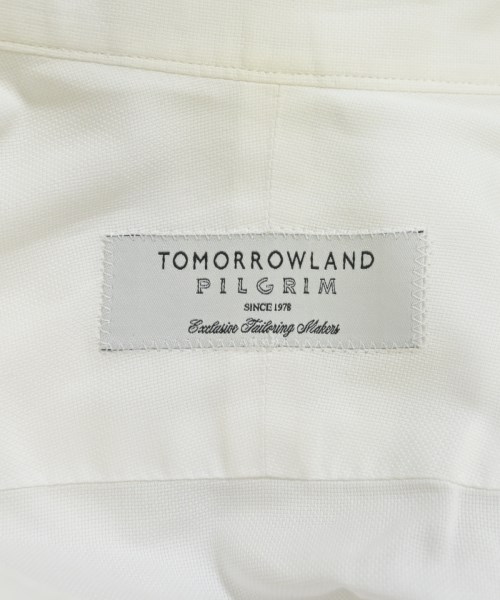 TOMORROWLAND
PILGRIM
SINCE 1978
Exclusive Tailoring Makers